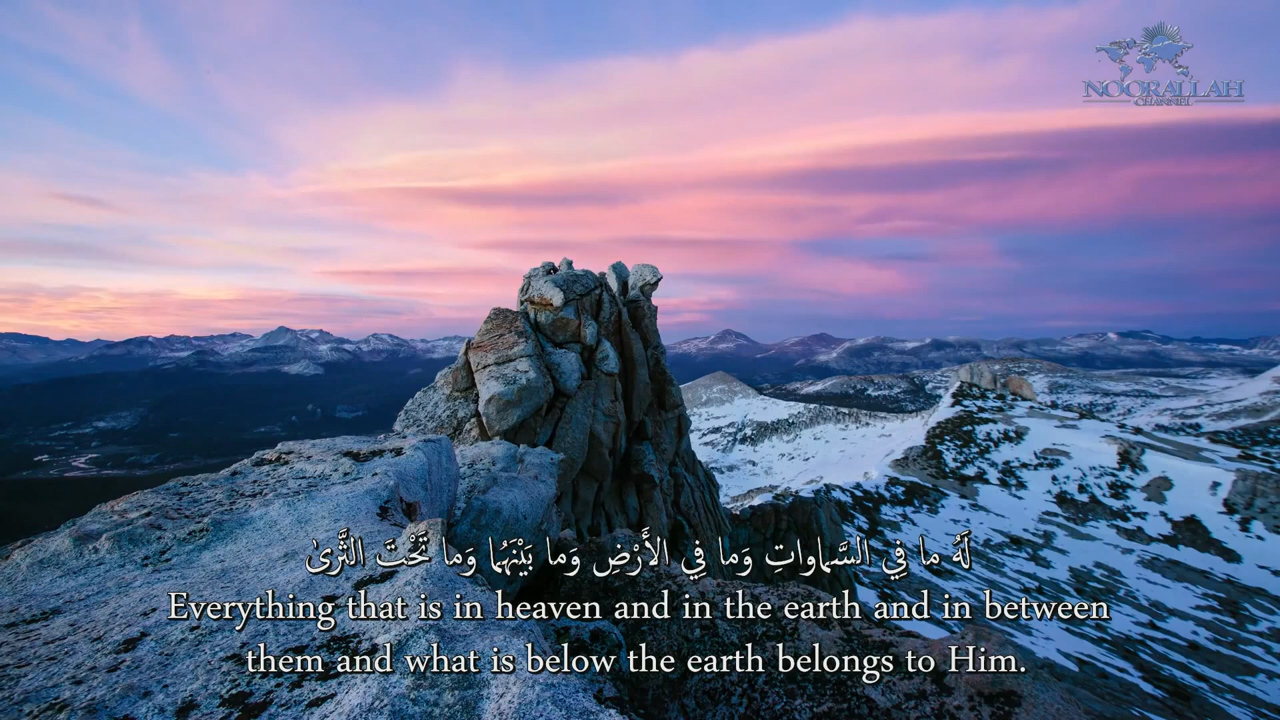 NOORALLAH
CHANNEL
لَهُ ما فِي السَّماواتِ وَما فِي الأَرْضِ وَما بَيْنَهُما وَما تَحْتَ الثَّرىٰ
Everything that is in heaven and in the earth and in between
them and what is below the earth belongs to Him.